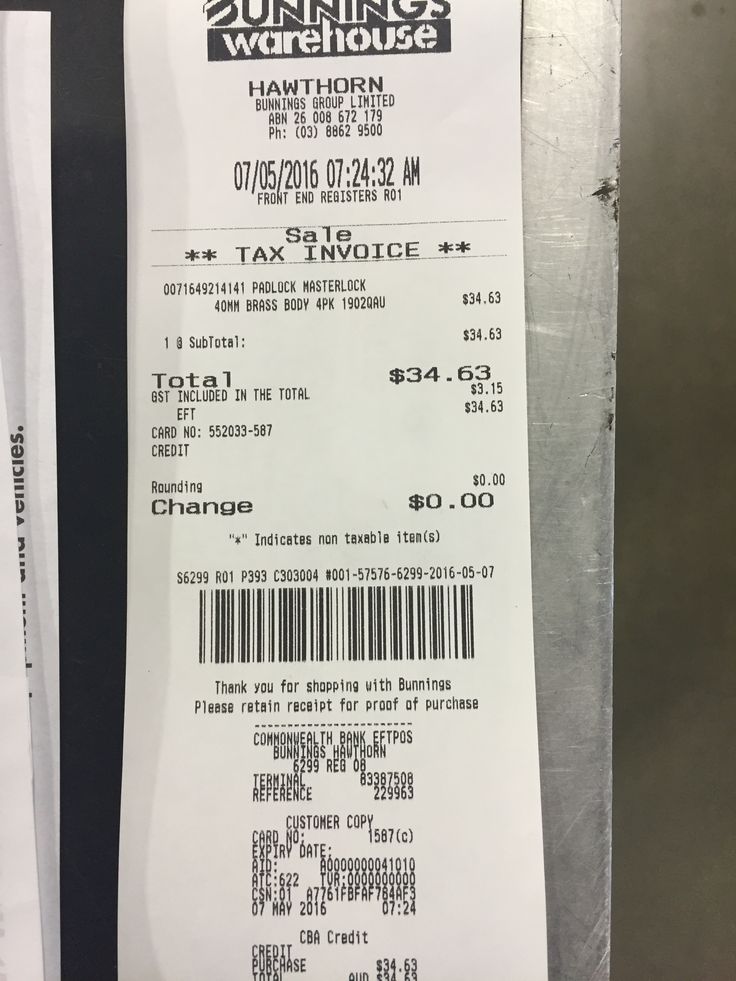 BUNNINGS
warehouse
HAWTHORN
BUNNINGS GROUP LIMITED
ABN 26 008 672 179
Ph: (03) 8862 9500
07/05/2016 07:24:32 AM
FRONT END REGISTERS R01
Sale
** TAX INVOICE **
0071649214141 PADLOCK MASTERLOCK
40MM BRASS BODY 4PK 1902QAU $34.63
1 @ SubTotal: $34.63
Total $34.63
GST INCLUDED IN THE TOTAL $3.15
EFT $34.63
CARD NO: 552033-587
CREDIT
Rounding $0.00
Change $0.00
"*" Indicates non taxable item(s)
S6299 R01 P393 C303004 #001-57576-6299-2016-05-07
Thank you for shopping with Bunnings
Please retain receipt for proof of purchase
------------------------
COMMONWEALTH BANK EFTPOS
BUNNINGS HAWTHORN
6299 REG 08
TERMINAL 83387508
REFERENCE 229963
CUSTOMER COPY
CARD NO: 1587(c)
EXPIRY DATE:
AID: A0000000041010
ATC:622 TVR:0000000000
CSN:01 A7761FBFAF784AF3
07 MAY 2016 07:24
CBA Credit
CREDIT
PURCHASE $34.63
TOTAL AUD $34.63
and vehicles.